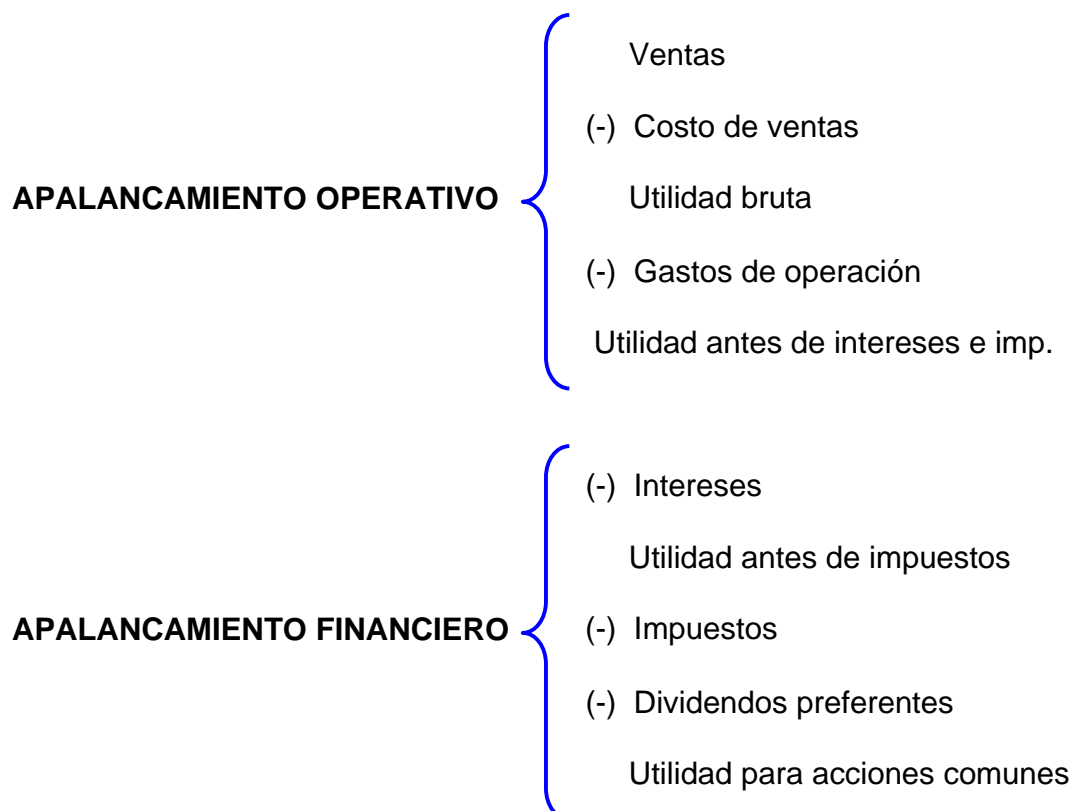 Ventas
(-) Costo de ventas
APALANCAMIENTO OPERATIVO
Utilidad bruta
(-) Gastos de operación
Utilidad antes de intereses e imp.
(-) Intereses
Utilidad antes de impuestos
APALANCAMIENTO FINANCIERO
(-) Impuestos
(-) Dividendos preferentes
Utilidad para acciones comunes